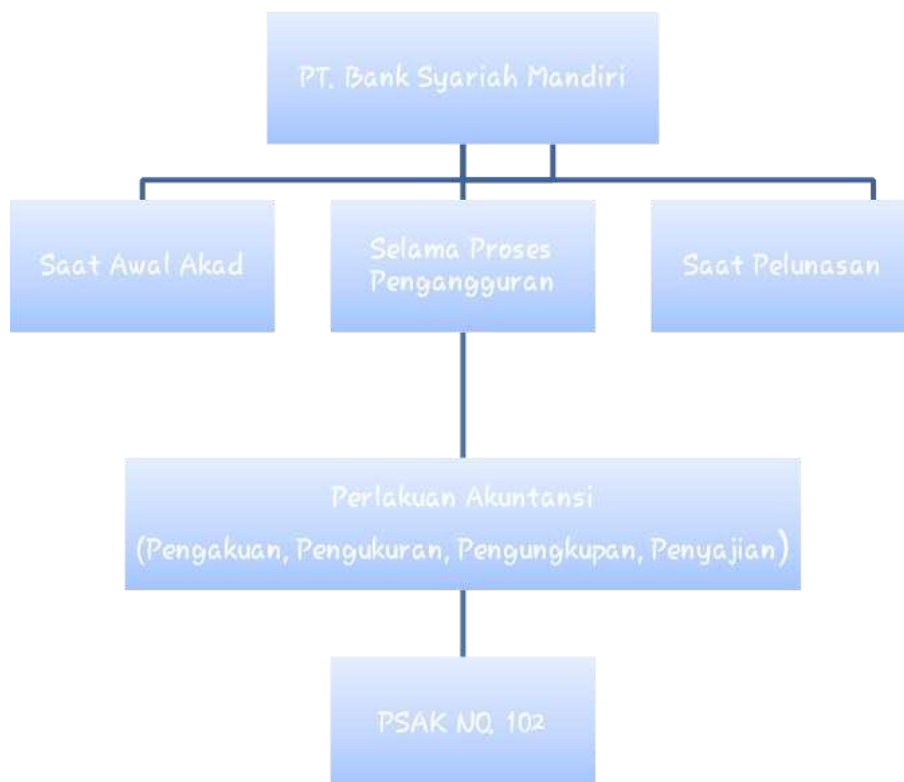 PT. Bank Syariah Mandiri
Saat Awal Akad
Selama Proses
Pengangguran
Saat Pelunasan
Perlakuan Akuntansi
(Pengakuan, Pengukuran, Pengungkupan, Penyajian)
PSAK NO. 102